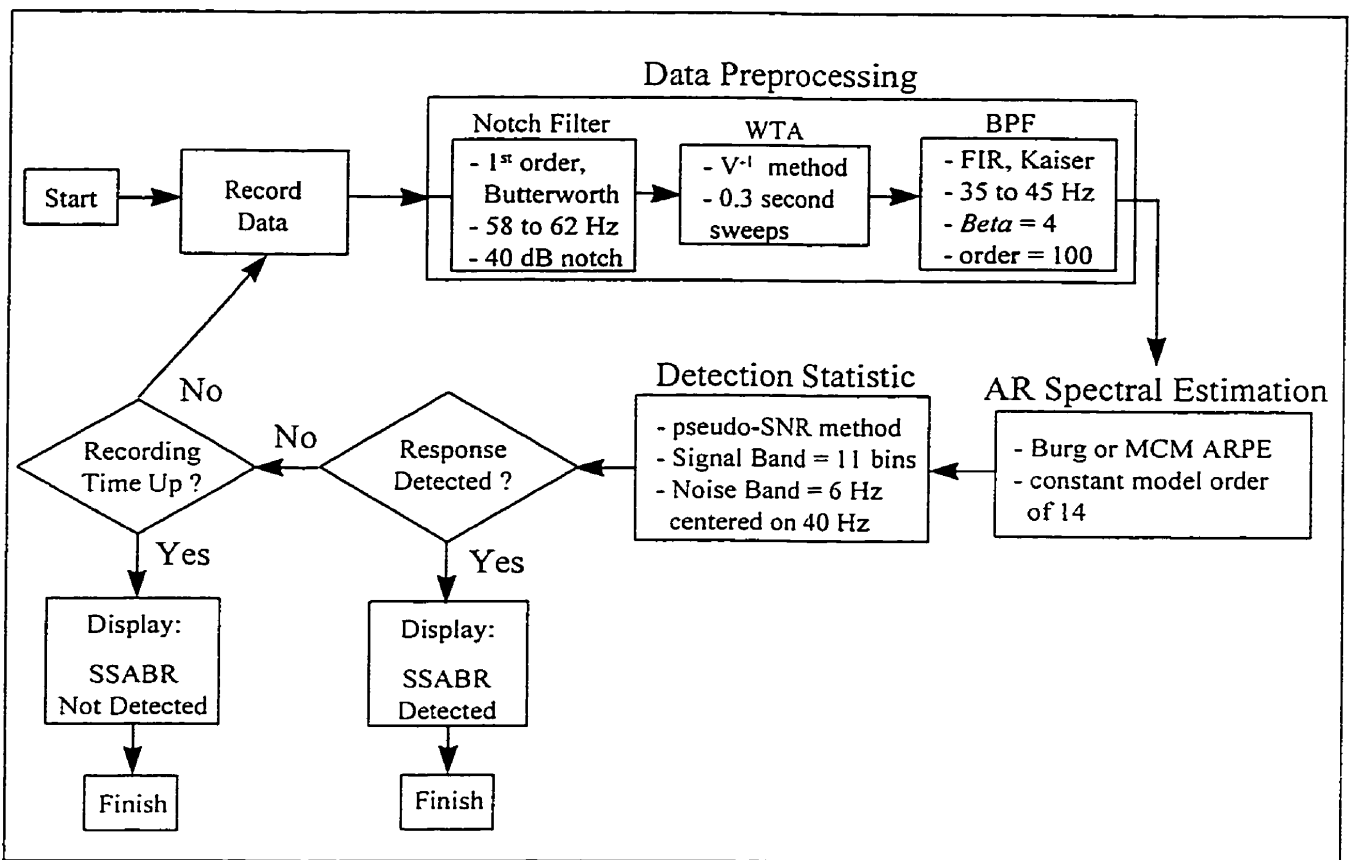 Data Preprocessing
Notch Filter
- 1st order,
Butterworth
- 58 to 62 Hz
- 40 dB notch
WTA
- V-1 method
- 0.3 second
sweeps
BPF
- FIR, Kaiser
- 35 to 45 Hz
- Beta = 4
- order = 100
Start
Record
Data
No
Recording
Time Up ?
No
Response
Detected ?
Detection Statistic
- pseudo-SNR method
- Signal Band = 11 bins
- Noise Band = 6 Hz
centered on 40 Hz
AR Spectral Estimation
- Burg or MCM ARPE
- constant model order
of 14
Yes
Yes
Display:
SSABR
Not Detected
Display:
SSABR
Detected
Finish
Finish